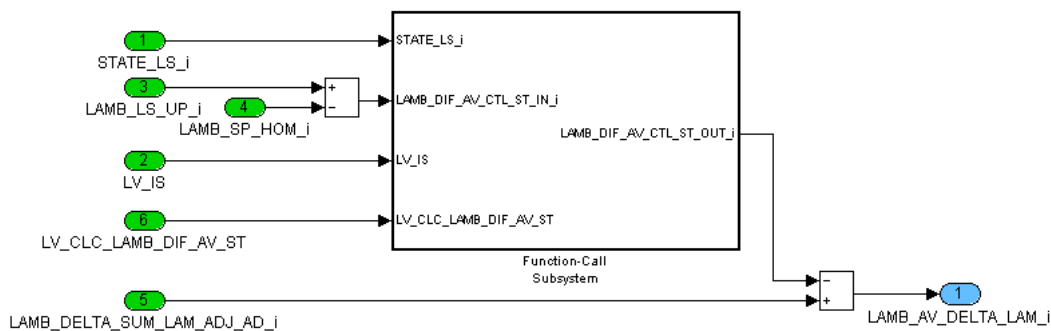 1
STATE_LS_i
STATE_LS_i
3
+
LAMB_LS_UP_i
4
−
LAMB_SP_HOM_i
LAMB_DIF_AV_CTL_ST_IN_i
LAMB_DIF_AV_CTL_ST_OUT_i
2
LV_IS
LV_IS
6
LV_CLC_LAMB_DIF_AV_ST
LV_CLC_LAMB_DIF_AV_ST
Function-Call
Subsystem
−
5
+
1
LAMB_DELTA_SUM_LAM_ADJ_AD_i
LAMB_AV_DELTA_LAM_i